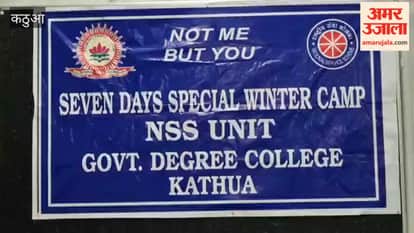 कठुआ
अमर
उजाला
amarujala.com
NOT ME
BUT YOU
SEVEN DAYS SPECIAL WINTER CAMP
NSS UNIT
GOVT. DEGREE COLLEGE
KATHUA